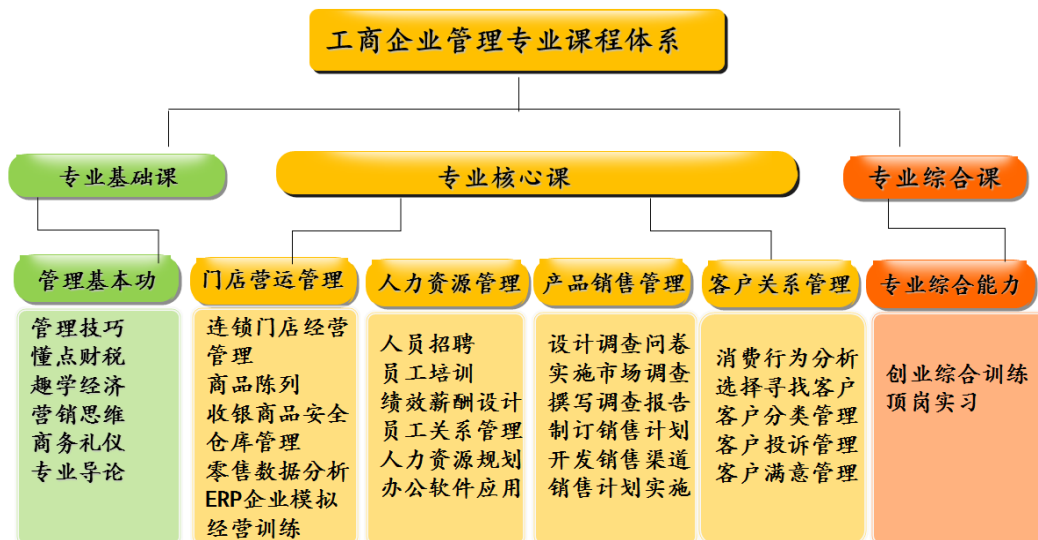 工商企业管理专业课程体系
专业基础课
专业核心课
专业综合课
管理基本功
门店营运管理
人力资源管理
产品销售管理
客户关系管理
专业综合能力
管理技巧
懂点财税
趣学经济
营销思维
商务礼仪
专业导论
连锁门店经营
管理
商品陈列
收银商品安全
仓库管理
零售数据分析
ERP企业模拟
经营训练
人员招聘
员工培训
绩效薪酬设计
员工关系管理
人力资源规划
办公软件应用
设计调查问卷
实施市场调查
撰写调查报告
制订销售计划
开发销售渠道
销售计划实施
消费行为分析
选择寻找客户
客户分类管理
客户投诉管理
客户满意管理
创业综合训练
顶岗实习